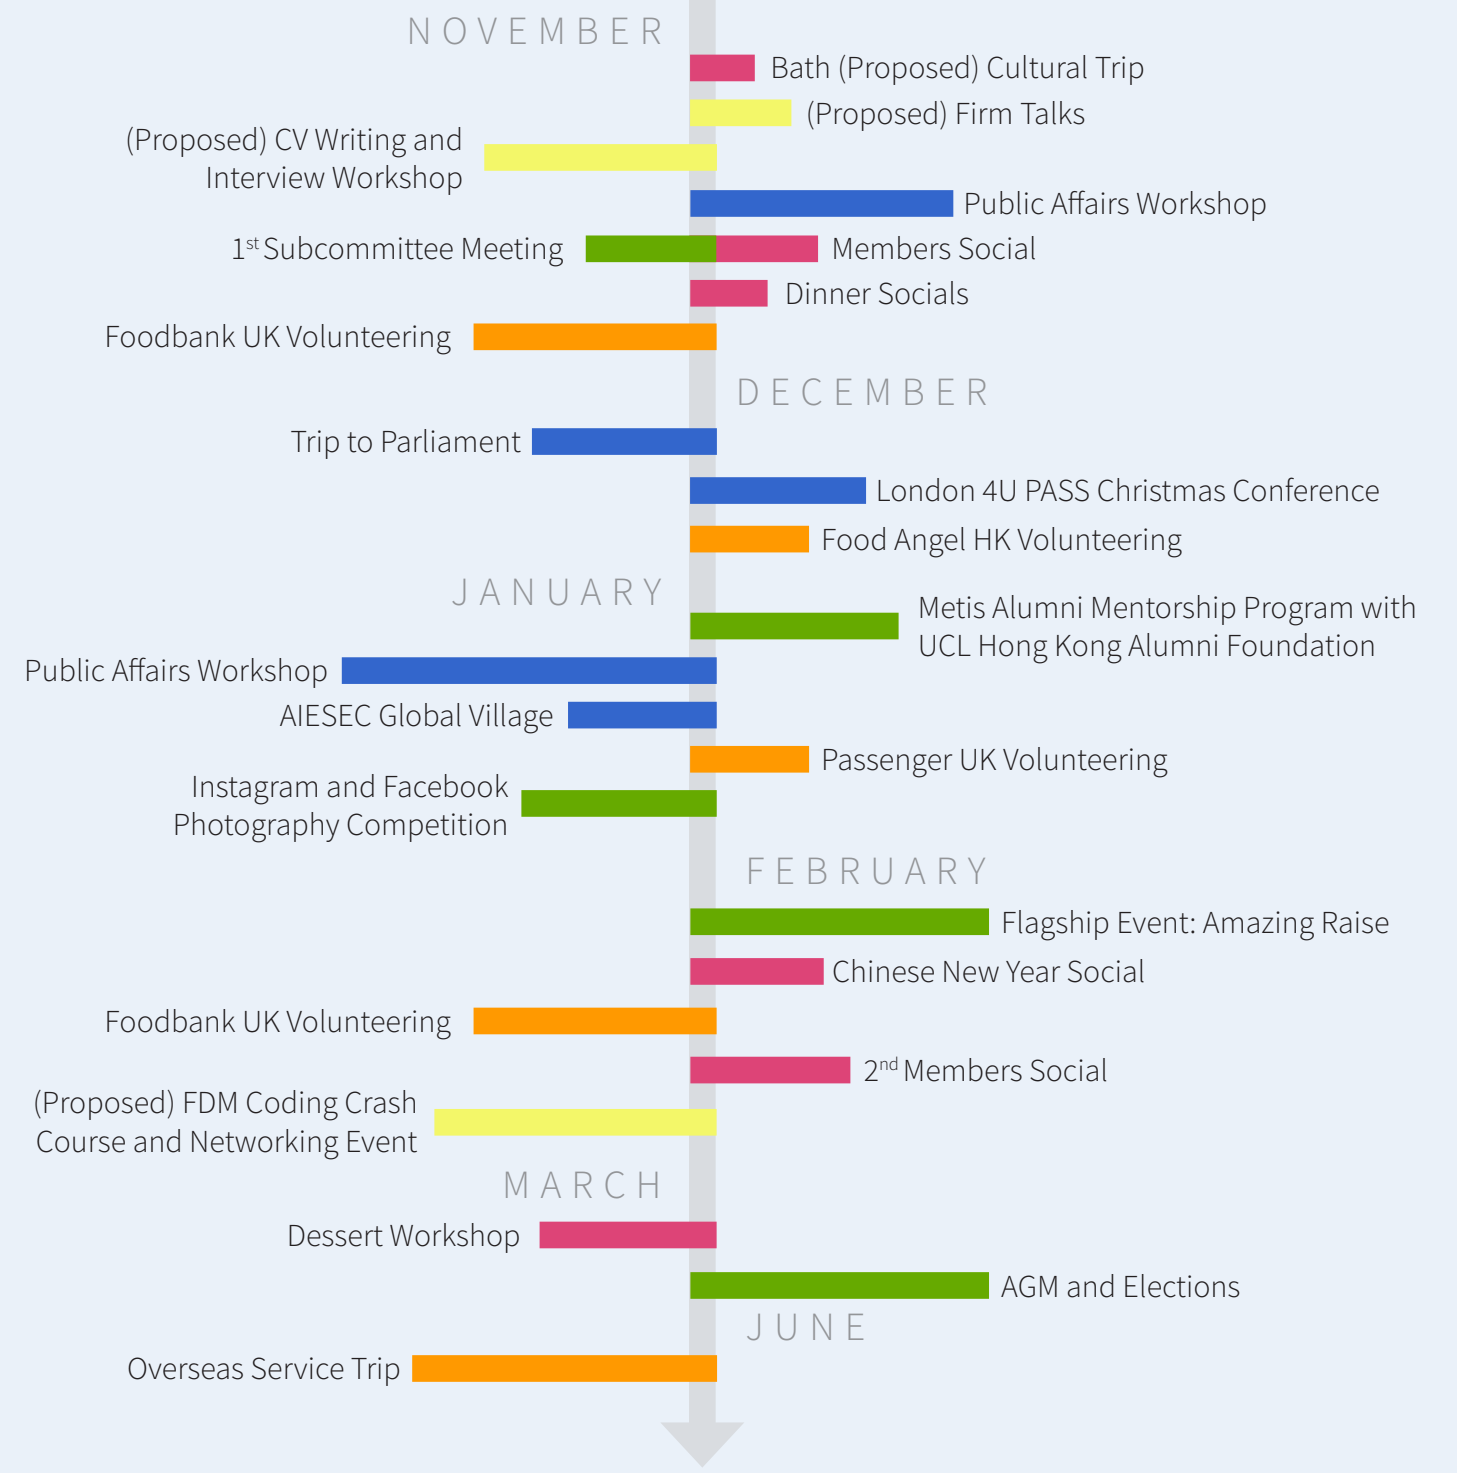 NOVEMBER
Bath (Proposed) Cultural Trip
(Proposed) Firm Talks
(Proposed) CV Writing and
Interview Workshop
Public Affairs Workshop
1st Subcommittee Meeting
Members Social
Dinner Socials
Foodbank UK Volunteering
DECEMBER
Trip to Parliament
London 4U PASS Christmas Conference
Food Angel HK Volunteering
JANUARY
Metis Alumni Mentorship Program with
UCL Hong Kong Alumni Foundation
Public Affairs Workshop
AIESEC Global Village
Passenger UK Volunteering
Instagram and Facebook
Photography Competition
FEBRUARY
Flagship Event: Amazing Raise
Chinese New Year Social
Foodbank UK Volunteering
2nd Members Social
(Proposed) FDM Coding Crash
Course and Networking Event
MARCH
Dessert Workshop
AGM and Elections
JUNE
Overseas Service Trip